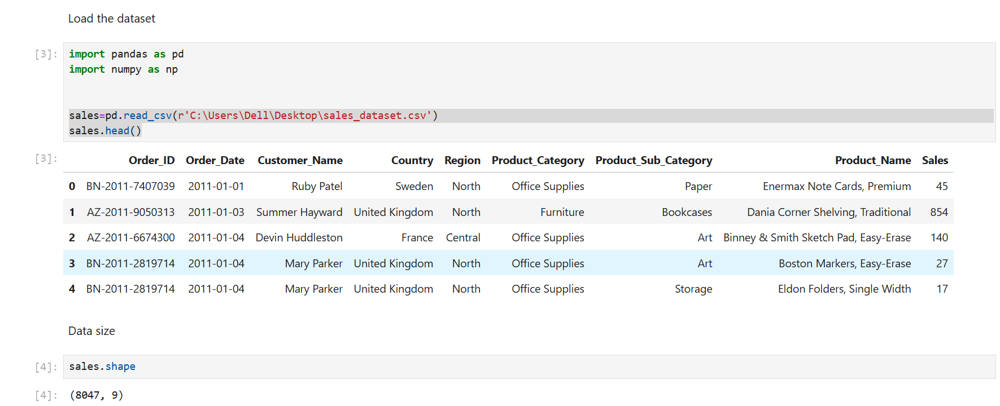 Load the dataset
[3]: import pandas as pd
import numpy as np
sales=pd.read_csv(r'C:\Users\Dell\Desktop\sales_dataset.csv')
sales.head()
[3]: Order_ID Order_Date Customer_Name Country Region Product_Category Product_Sub_Category Product_Name Sales
0 BN-2011-7407039 2011-01-01 Ruby Patel Sweden North Office Supplies Paper Enermax Note Cards, Premium 45
1 AZ-2011-9050313 2011-01-03 Summer Hayward United Kingdom North Furniture Bookcases Dania Corner Shelving, Traditional 854
2 AZ-2011-6674300 2011-01-04 Devin Huddleston France Central Office Supplies Art Binney & Smith Sketch Pad, Easy-Erase 140
3 BN-2011-2819714 2011-01-04 Mary Parker United Kingdom North Office Supplies Art Boston Markers, Easy-Erase 27
4 BN-2011-2819714 2011-01-04 Mary Parker United Kingdom North Office Supplies Storage Eldon Folders, Single Width 17
Data size
[4]: sales.shape
[4]: (8047, 9)